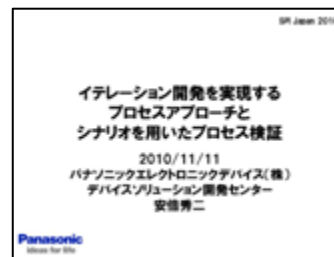 SPI Japan 2010
イテレーション開発を実現する
プロセスアプローチと
シナリオを用いたプロセス検証
2010/11/11
パナソニックエレクトロニックデバイス(株)
デバイスソリューション開発センター
安倍秀二
Panasonic
ideas for life